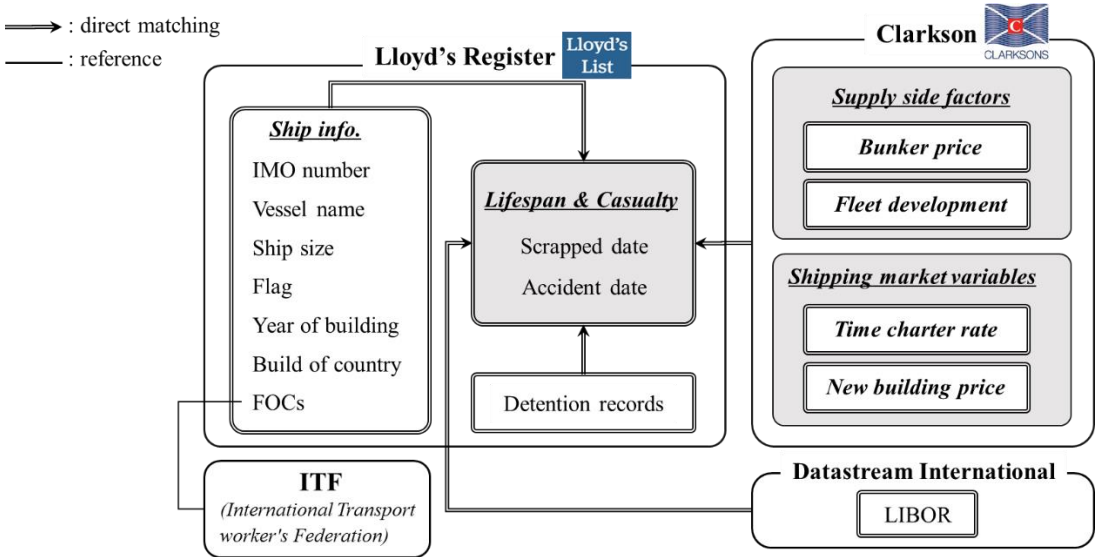 : direct matching
: reference
Lloyd's Register
Lloyd's
List
Ship info.
IMO number
Vessel name
Ship size
Flag
Year of building
Build of country
FOCs
Lifespan & Casualty
Scrapped date
Accident date
Detention records
ITF
(International Transport
worker's Federation)
Clarkson
C
CLARKSONS
Supply side factors
Bunker price
Fleet development
Shipping market variables
Time charter rate
New building price
Datastream International
LIBOR